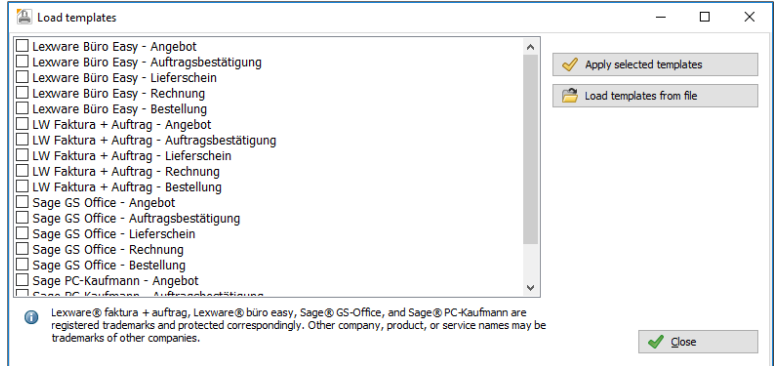 Load templates
Lexware Büro Easy - Angebot
Lexware Büro Easy - Auftragsbestätigung
Lexware Büro Easy - Lieferschein
Lexware Büro Easy - Rechnung
Lexware Büro Easy - Bestellung
LW Faktura + Auftrag - Angebot
LW Faktura + Auftrag - Auftragsbestätigung
LW Faktura + Auftrag - Lieferschein
LW Faktura + Auftrag - Rechnung
LW Faktura + Auftrag - Bestellung
Sage GS Office - Angebot
Sage GS Office - Auftragsbestätigung
Sage GS Office - Lieferschein
Sage GS Office - Rechnung
Sage GS Office - Bestellung
Sage PC-Kaufmann - Angebot
Sage PC-Kaufmann - Auftragsbestätigung
Apply selected templates
Load templates from file
Lexware® faktura + auftrag, Lexware® büro easy, Sage® GS-Office, and Sage® PC-Kaufmann are
registered trademarks and protected correspondingly. Other company, product, or service names may be
trademarks of other companies.
Close